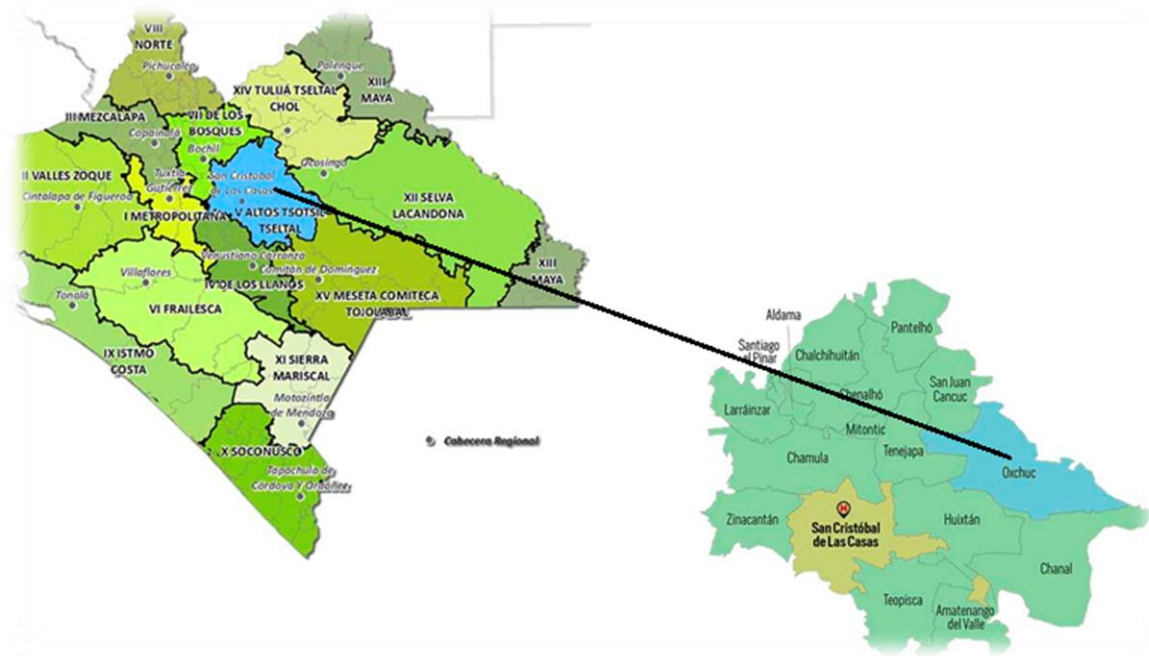 VIII
NORTE
Pichucalco
Palenque
XIII
MAYA
XIV TULIJÁ TSELTAL
CHOL
III MEZCALAPA
VII DE LOS
BOSQUES
Copainalá
Bochil
Ocosingo
II VALLES ZOQUE
Tuxtla
Gutiérrez
San Cristóbal
de Las Casas
Cintalapa de Figueroa
XII SELVA
LACANDONA
I METROPOLITANA
V ALTOS TSOTSIL
TSELTAL
Venustiano Carranza
Comitán de Domínguez
XIII
MAYA
Villaflores
IV DE LOS LLANOS
XV MESETA COMITECA
TOJOLABAL
Tonalá
VI FRAILESCA
IX ISTMO
COSTA
XI SIERRA
MARISCAL
Motozintla
de Mendoza
X SOCONUSCO
Tapachula de
Córdova Y Ordóñez
Cabecera Regional
Aldama
Pantelhó
Santiago
el Pinar
Chalchihuitán
San Juan
Cancuc
Chenalhó
Larráinzar
Mitontic
Tenejapa
Chamula
Oxchuc
H
Zinacantán
San Cristóbal
de Las Casas
Huixtán
Chanal
Teopisca
Amatenango
del Valle